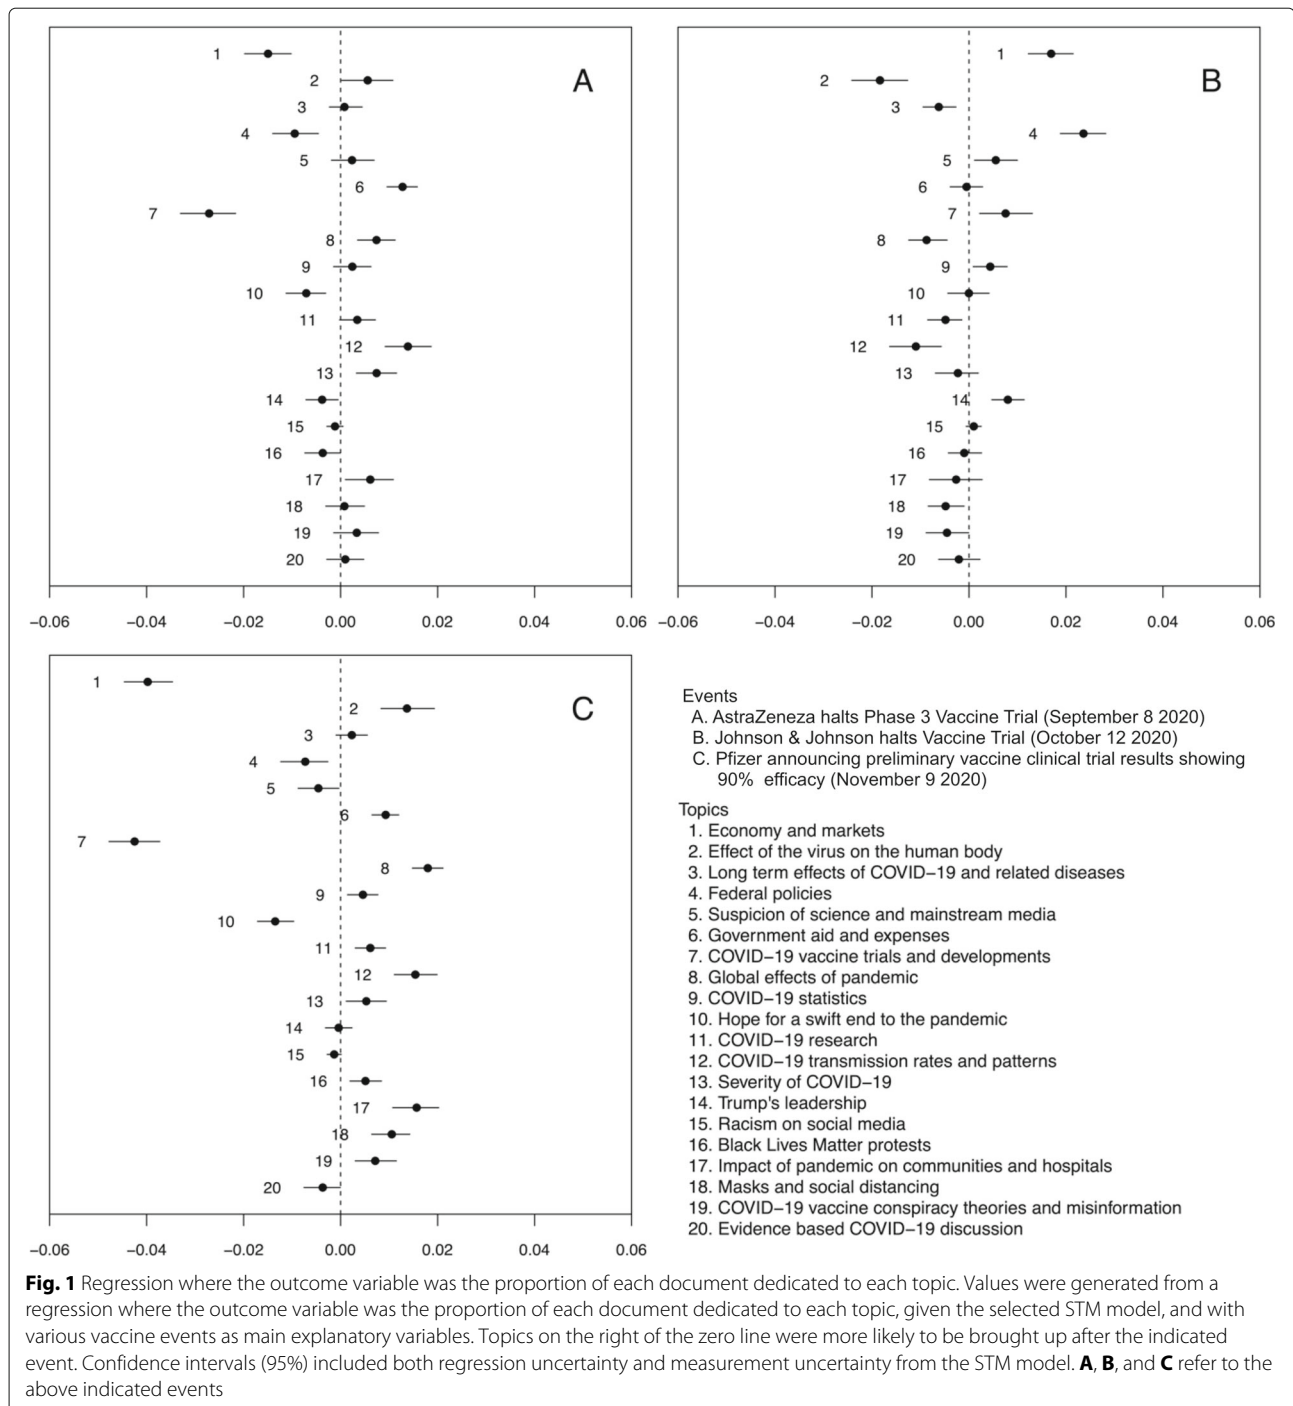 A
1
2
3
4
5
6
7
8
9
10
11
12
13
14
15
16
17
18
19
20
−0.06 −0.04 −0.02 0.00 0.02 0.04 0.06
B
1
2
3
4
5
6
7
8
9
10
11
12
13
14
15
16
17
18
19
20
−0.06 −0.04 −0.02 0.00 0.02 0.04 0.06
C
1
2
3
4
5
6
7
8
9
10
11
12
13
14
15
16
17
18
19
20
−0.06 −0.04 −0.02 0.00 0.02 0.04 0.06
Events
A. AstraZeneza halts Phase 3 Vaccine Trial (September 8 2020)
B. Johnson & Johnson halts Vaccine Trial (October 12 2020)
C. Pfizer announcing preliminary vaccine clinical trial results showing
90% efficacy (November 9 2020)
Topics
1. Economy and markets
2. Effect of the virus on the human body
3. Long term effects of COVID−19 and related diseases
4. Federal policies
5. Suspicion of science and mainstream media
6. Government aid and expenses
7. COVID−19 vaccine trials and developments
8. Global effects of pandemic
9. COVID−19 statistics
10. Hope for a swift end to the pandemic
11. COVID−19 research
12. COVID−19 transmission rates and patterns
13. Severity of COVID−19
14. Trump's leadership
15. Racism on social media
16. Black Lives Matter protests
17. Impact of pandemic on communities and hospitals
18. Masks and social distancing
19. COVID−19 vaccine conspiracy theories and misinformation
20. Evidence based COVID−19 discussion
Fig. 1 Regression where the outcome variable was the proportion of each document dedicated to each topic. Values were generated from a
regression where the outcome variable was the proportion of each document dedicated to each topic, given the selected STM model, and with
various vaccine events as main explanatory variables. Topics on the right of the zero line were more likely to be brought up after the indicated
event. Confidence intervals (95%) included both regression uncertainty and measurement uncertainty from the STM model. A, B, and C refer to the
above indicated events